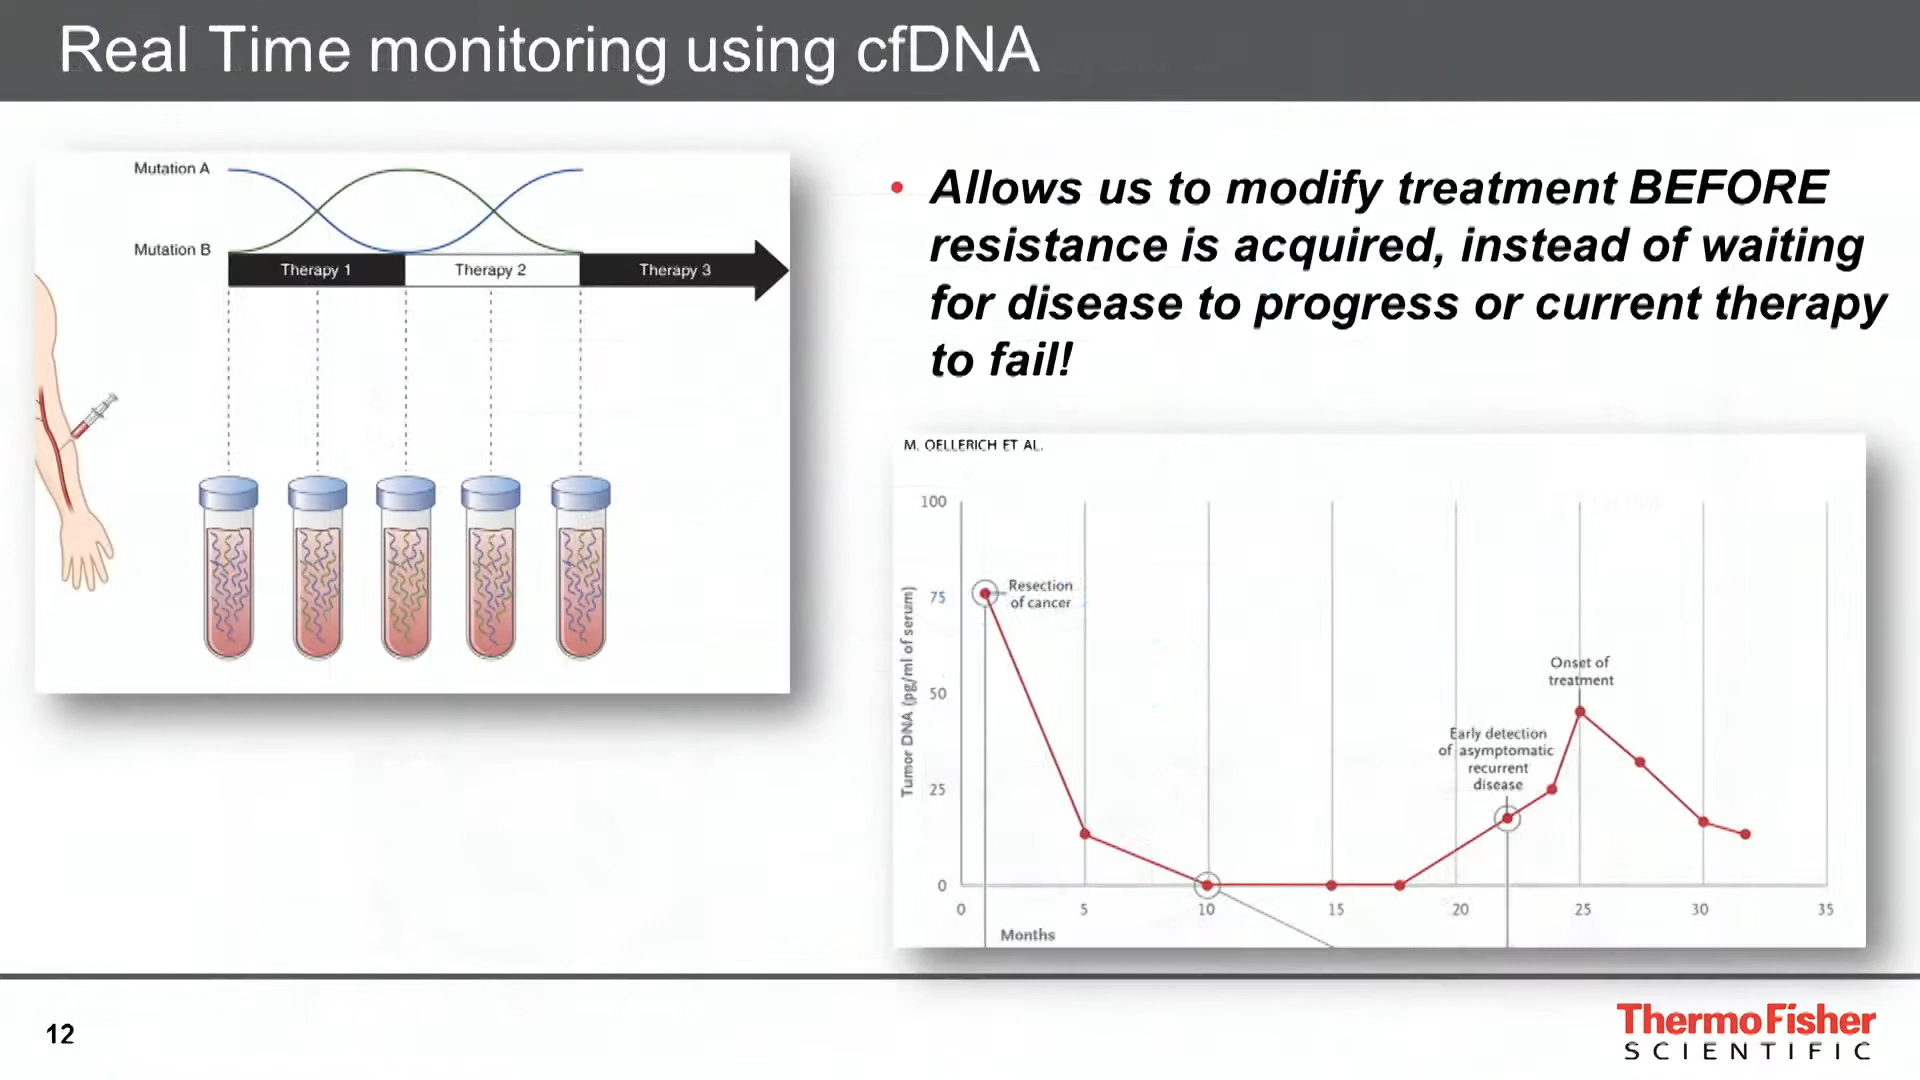 Real Time monitoring using cfDNA
Mutation A
Mutation B
Therapy 1
Therapy 2
Therapy 3
• Allows us to modify treatment BEFORE
resistance is acquired, instead of waiting
for disease to progress or current therapy
to fail!
M. OELLERICH ET AL.
Tumor DNA (pg/ml of serum)
100
75
50
25
0
Resection
of cancer
Early detection
of asymptomatic
recurrent
disease
Onset of
treatment
0 5 10 15 20 25 30 35
Months
12
ThermoFisher
SCIENTIFIC